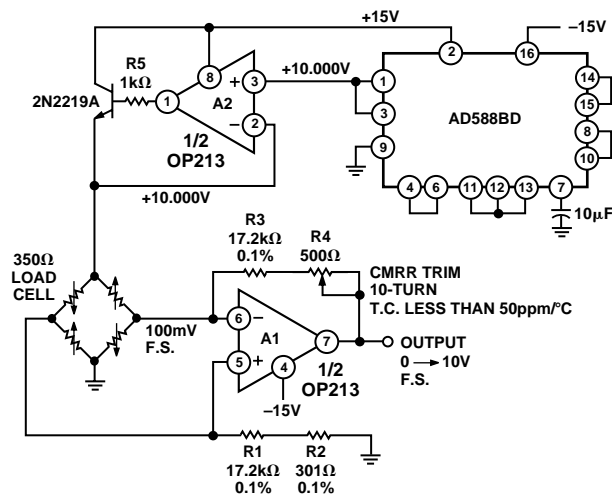 +15V
–15V
R5
1kΩ
2N2219A
1
8
+
3
A2
–
2
1/2
OP213
+10.000V
+10.000V
2
16
1
3
9
14
15
8
10
AD588BD
4
6
11
12
13
7
10µF
350Ω
LOAD
CELL
100mV
F.S.
R3
17.2kΩ
0.1%
R4
500Ω
CMRR TRIM
10-TURN
T.C. LESS THAN 50ppm/°C
6
–
A1
5
+
7
4
1/2
OP213
–15V
OUTPUT
0 → 10V
F.S.
R1
17.2kΩ
0.1%
R2
301Ω
0.1%